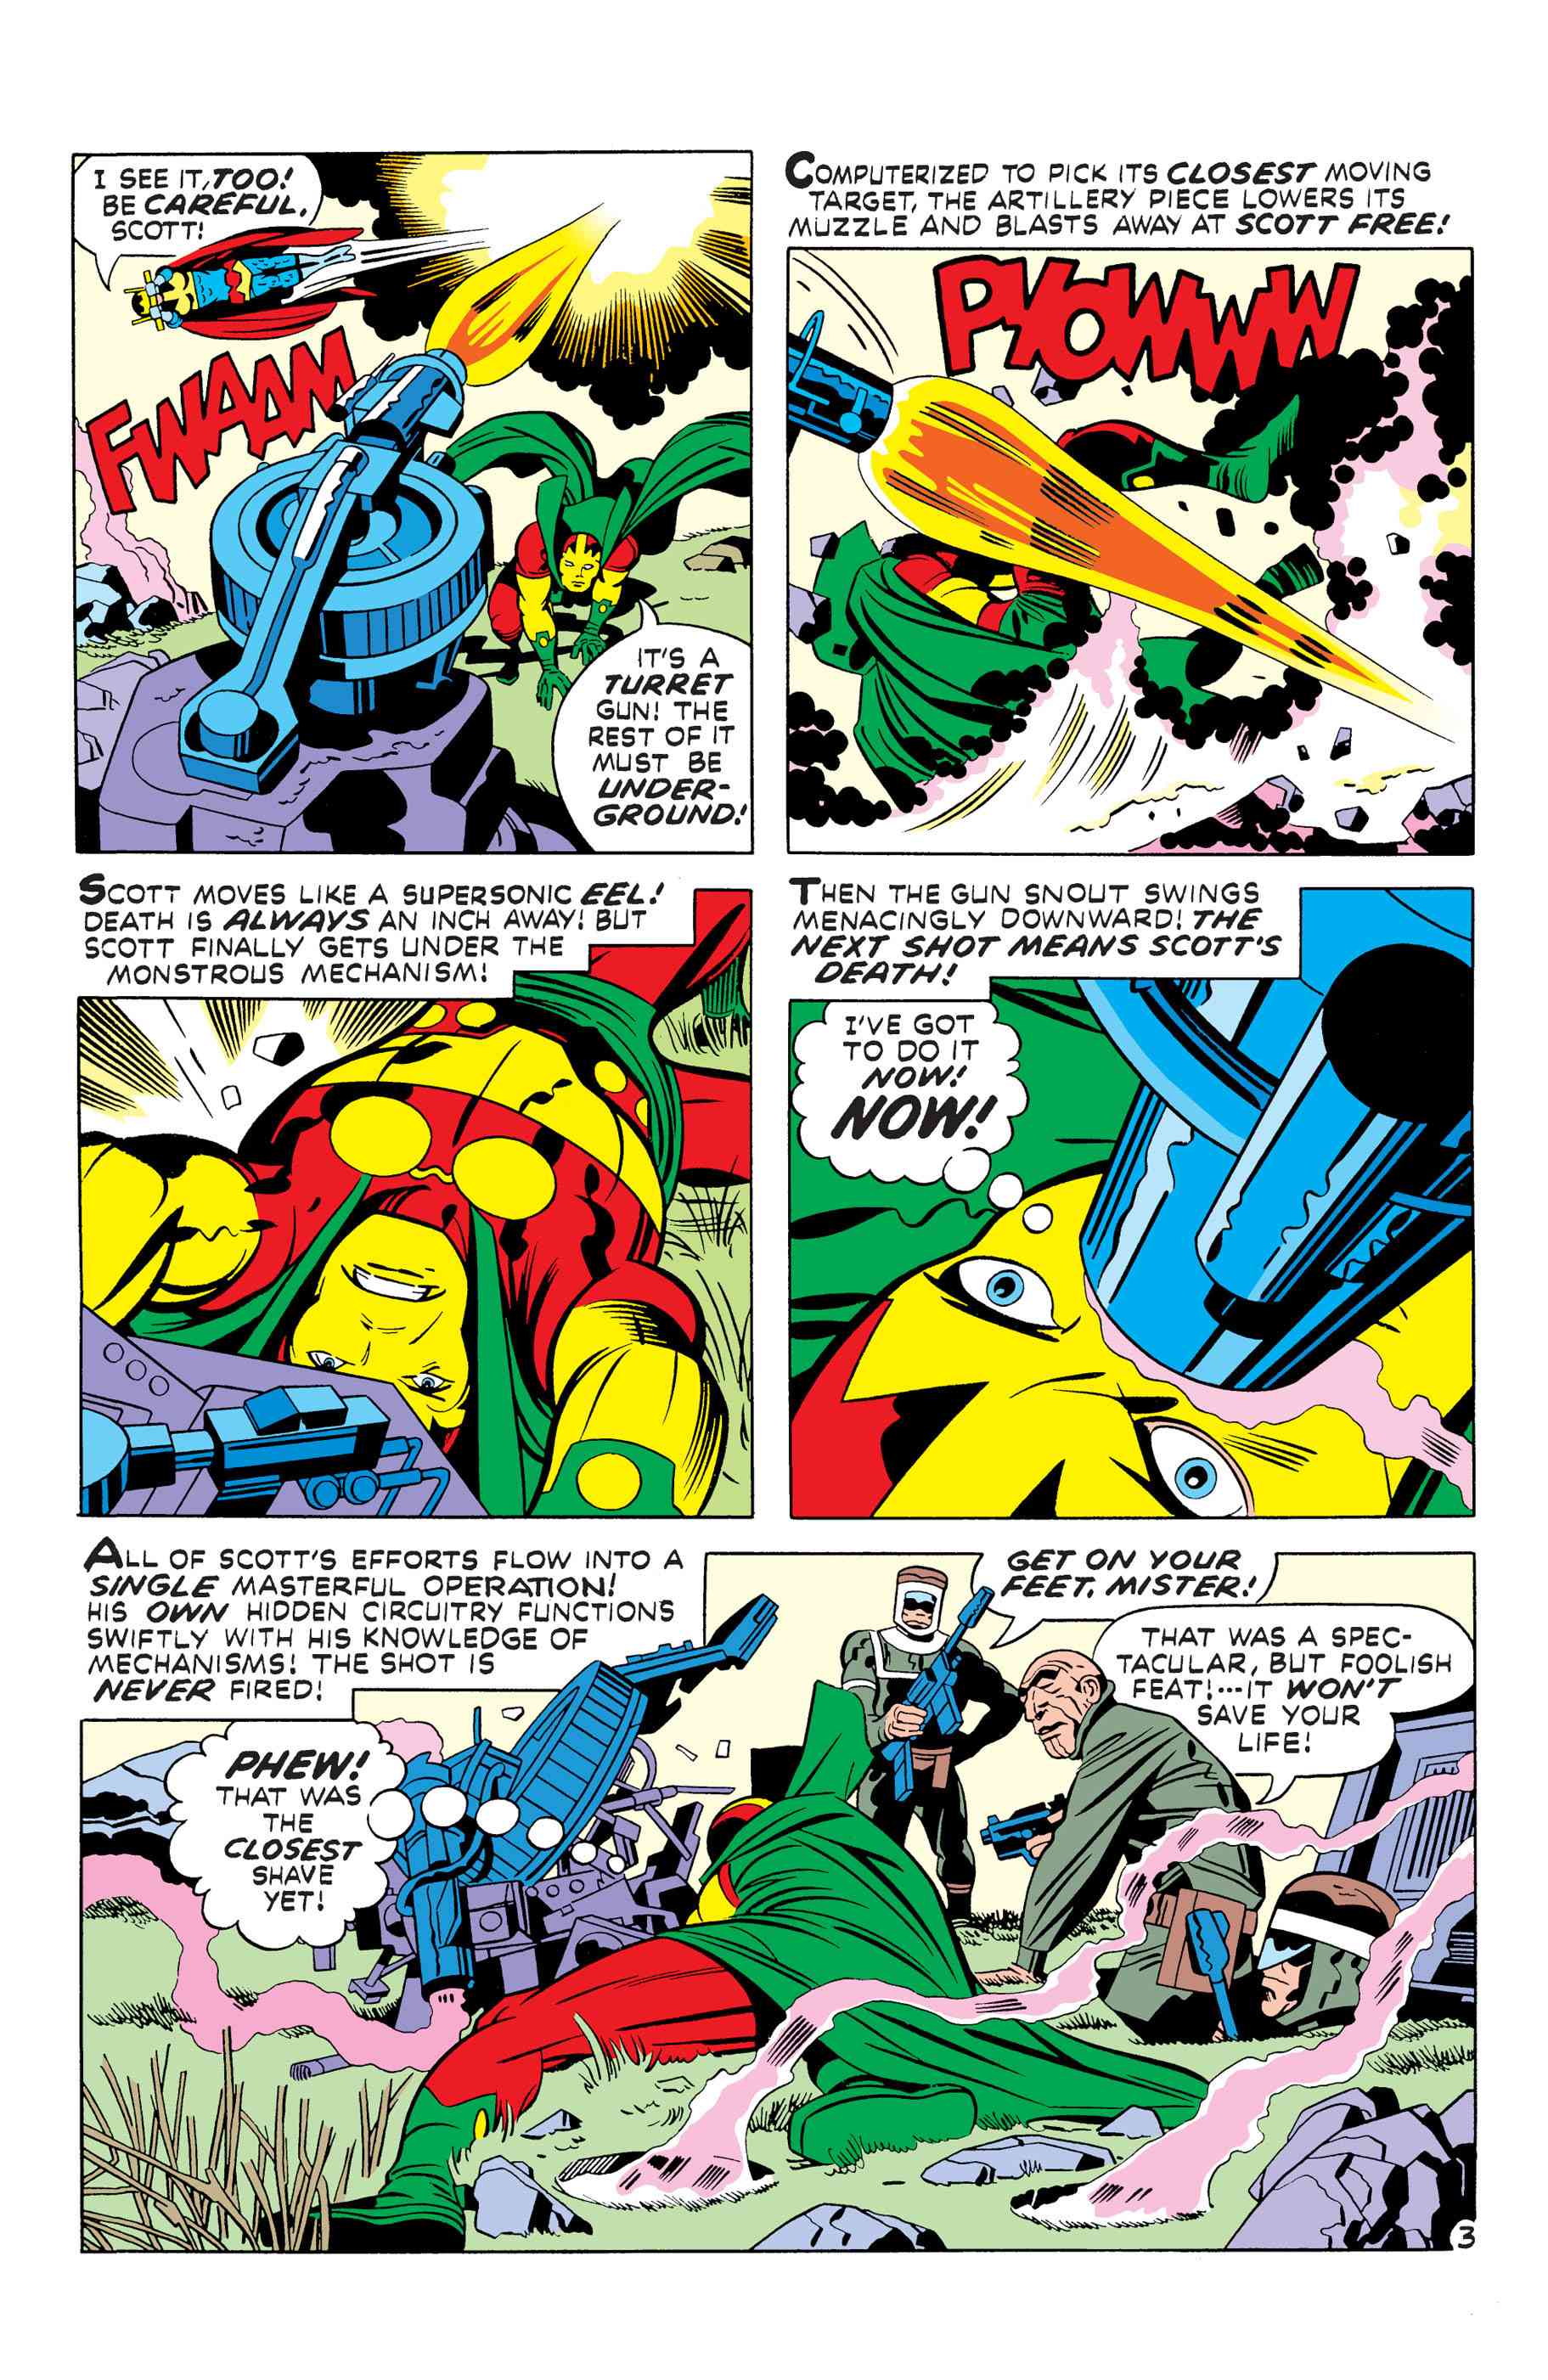 I SEE IT, TOO!
BE CAREFUL,
SCOTT!
FWAAM
IT'S A
TURRET
GUN! THE
REST OF IT
MUST BE
UNDER-
GROUND!
COMPUTERIZED TO PICK ITS CLOSEST MOVING
TARGET, THE ARTILLERY PIECE LOWERS ITS
MUZZLE AND BLASTS AWAY AT SCOTT FREE!
PYOWWW
SCOTT MOVES LIKE A SUPERSONIC EEL!
DEATH IS ALWAYS AN INCH AWAY! BUT
SCOTT FINALLY GETS UNDER THE
MONSTROUS MECHANISM!
THEN THE GUN SNOUT SWINGS
MENACINGLY DOWNWARD! THE
NEXT SHOT MEANS SCOTT'S
DEATH!
I'VE GOT
TO DO IT
NOW!
NOW!
ALL OF SCOTT'S EFFORTS FLOW INTO A
SINGLE MASTERFUL OPERATION!
HIS OWN HIDDEN CIRCUITRY FUNCTIONS
SWIFTLY WITH HIS KNOWLEDGE OF
MECHANISMS! THE SHOT IS
NEVER FIRED!
PHEW!
THAT WAS
THE
CLOSEST
SHAVE
YET!
GET ON YOUR
FEET, MISTER!
THAT WAS A SPEC-
TACULAR, BUT FOOLISH
FEAT!...IT WON'T
SAVE YOUR
LIFE!
3